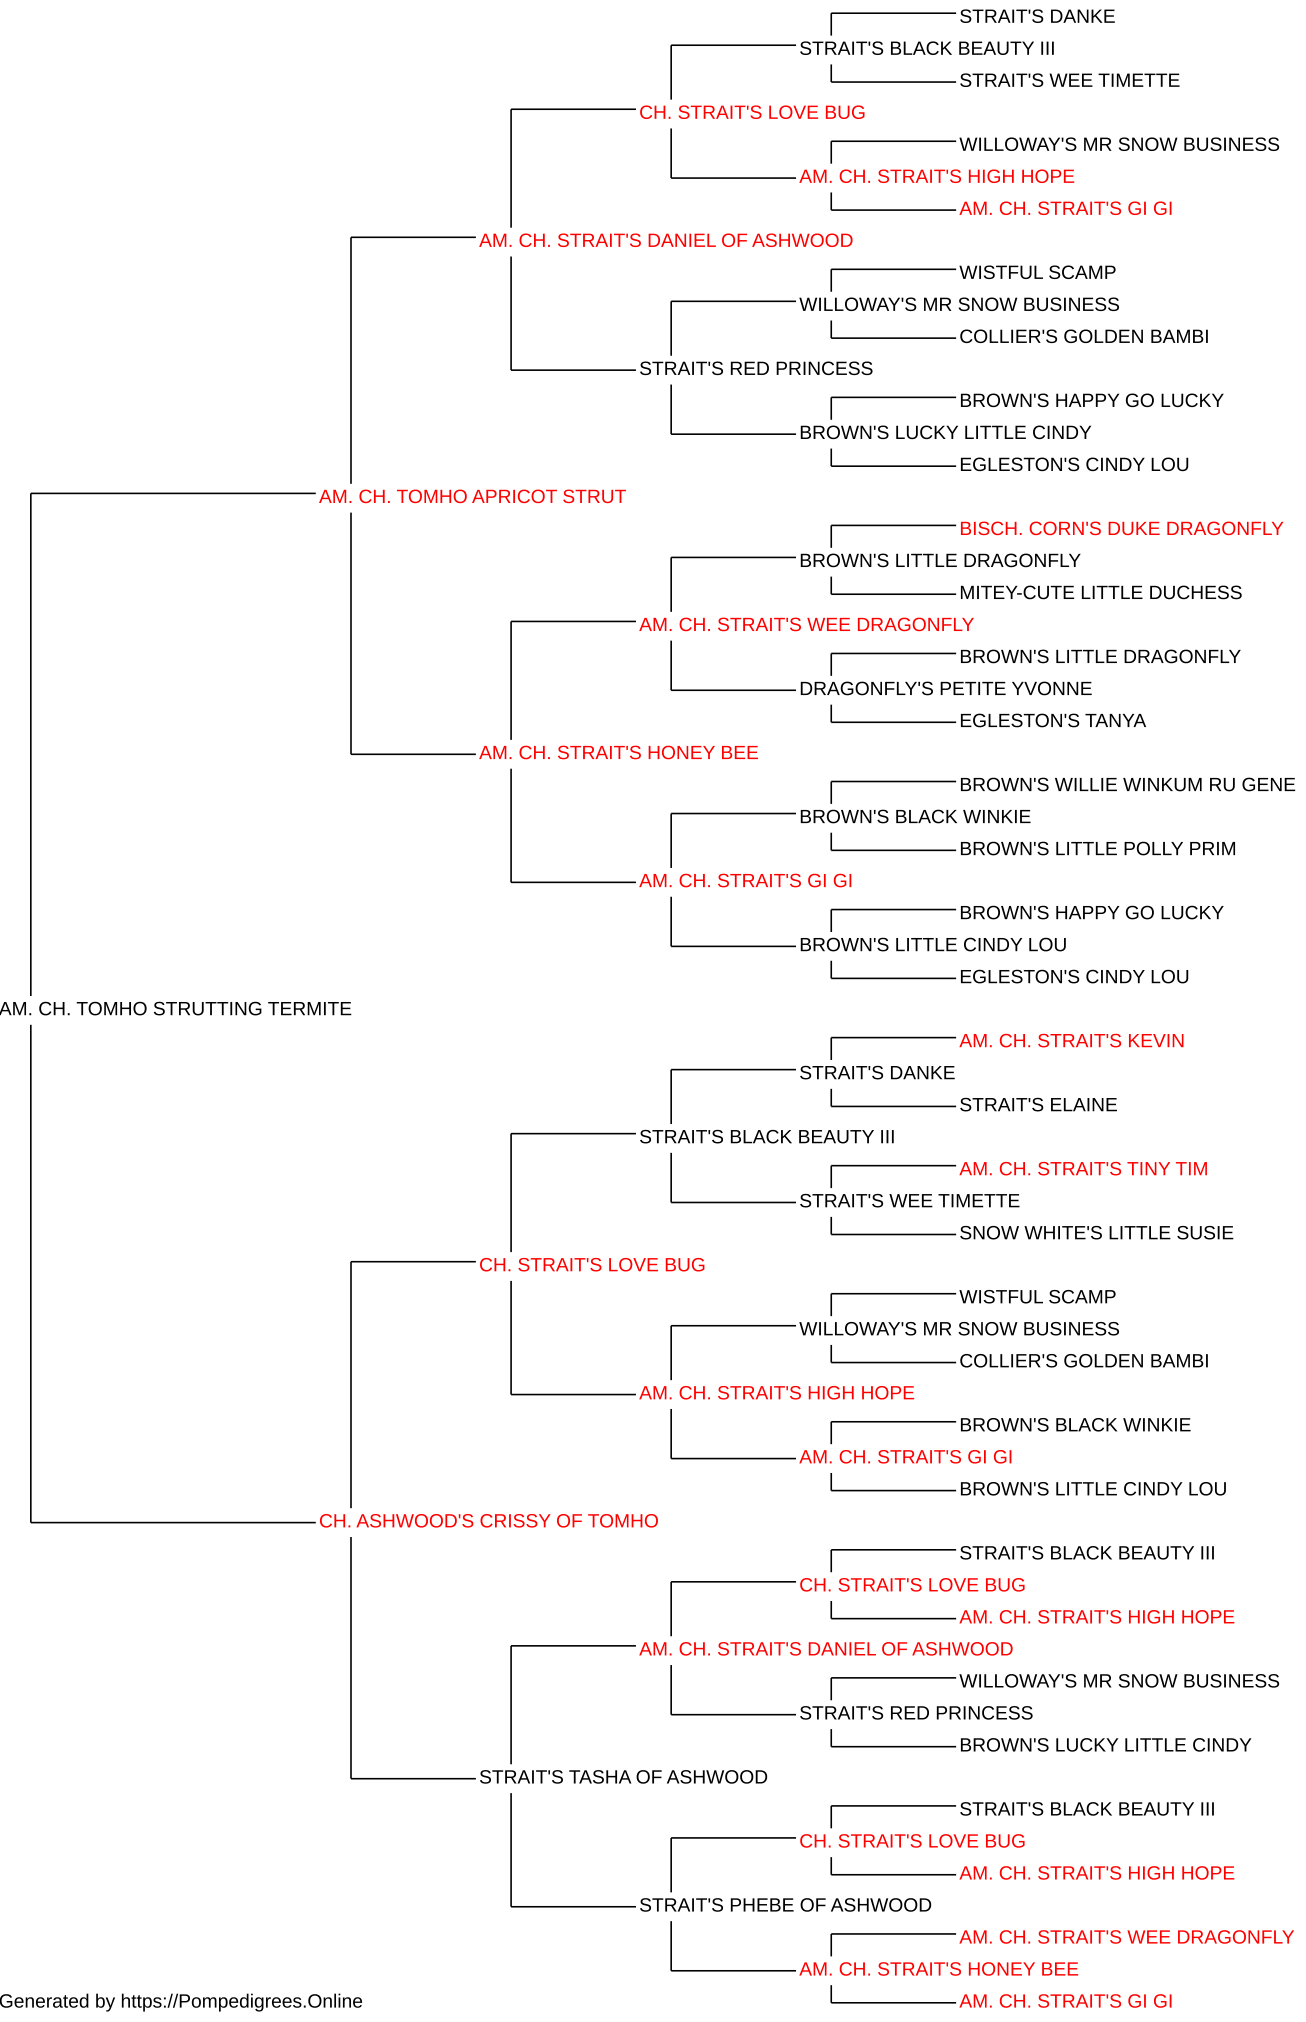 STRAIT'S DANKE
STRAIT'S BLACK BEAUTY III
STRAIT'S WEE TIMETTE
CH. STRAIT'S LOVE BUG
WILLOWAY'S MR SNOW BUSINESS
AM. CH. STRAIT'S HIGH HOPE
AM. CH. STRAIT'S GI GI
AM. CH. STRAIT'S DANIEL OF ASHWOOD
WISTFUL SCAMP
WILLOWAY'S MR SNOW BUSINESS
COLLIER'S GOLDEN BAMBI
STRAIT'S RED PRINCESS
BROWN'S HAPPY GO LUCKY
BROWN'S LUCKY LITTLE CINDY
EGLESTON'S CINDY LOU
AM. CH. TOMHO APRICOT STRUT
BISCH. CORN'S DUKE DRAGONFLY
BROWN'S LITTLE DRAGONFLY
MITEY-CUTE LITTLE DUCHESS
AM. CH. STRAIT'S WEE DRAGONFLY
BROWN'S LITTLE DRAGONFLY
DRAGONFLY'S PETITE YVONNE
EGLESTON'S TANYA
AM. CH. STRAIT'S HONEY BEE
BROWN'S WILLIE WINKUM RU GENE
BROWN'S BLACK WINKIE
BROWN'S LITTLE POLLY PRIM
AM. CH. STRAIT'S GI GI
BROWN'S HAPPY GO LUCKY
BROWN'S LITTLE CINDY LOU
EGLESTON'S CINDY LOU
AM. CH. TOMHO STRUTTING TERMITE
AM. CH. STRAIT'S KEVIN
STRAIT'S DANKE
STRAIT'S ELAINE
STRAIT'S BLACK BEAUTY III
AM. CH. STRAIT'S TINY TIM
STRAIT'S WEE TIMETTE
SNOW WHITE'S LITTLE SUSIE
CH. STRAIT'S LOVE BUG
WISTFUL SCAMP
WILLOWAY'S MR SNOW BUSINESS
COLLIER'S GOLDEN BAMBI
AM. CH. STRAIT'S HIGH HOPE
BROWN'S BLACK WINKIE
AM. CH. STRAIT'S GI GI
BROWN'S LITTLE CINDY LOU
CH. ASHWOOD'S CRISSY OF TOMHO
STRAIT'S BLACK BEAUTY III
CH. STRAIT'S LOVE BUG
AM. CH. STRAIT'S HIGH HOPE
AM. CH. STRAIT'S DANIEL OF ASHWOOD
WILLOWAY'S MR SNOW BUSINESS
STRAIT'S RED PRINCESS
BROWN'S LUCKY LITTLE CINDY
STRAIT'S TASHA OF ASHWOOD
STRAIT'S BLACK BEAUTY III
CH. STRAIT'S LOVE BUG
AM. CH. STRAIT'S HIGH HOPE
STRAIT'S PHEBE OF ASHWOOD
AM. CH. STRAIT'S WEE DRAGONFLY
AM. CH. STRAIT'S HONEY BEE
AM. CH. STRAIT'S GI GI
Generated by https://Pompedigrees.Online